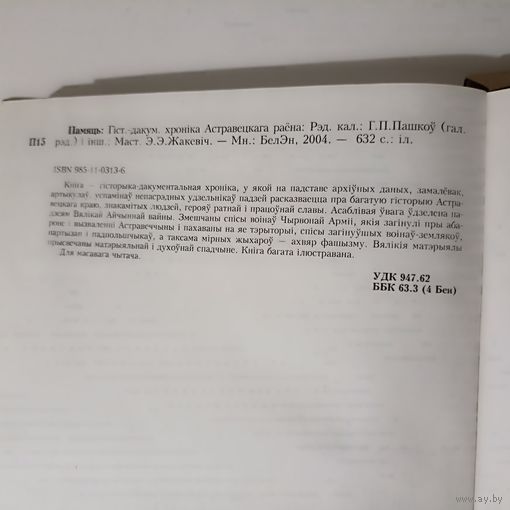 Памяць: Гіст.-дакум. хроніка Астравецкага раёна: Рэд. кал.: Г.П.Пашкоў (гал.
П15 рэд.) і інш.: Маст. Э.Э.Жакевіч. — Мн.: БелЭн, 2004. — 632 с.: іл.
ISBN 985-11-0313-6
Кніга — гісторыка-дакументальная хроніка, у якой на падставе архіўных даных, замалёвак,
артыкулаў, успамінаў непасрэдных удзельнікаў падзей расказваецца пра багатую гісторыю Астра-
вецкага краю, знакамітых людзей, герояў ратнай і працоўнай славы. Асаблівая ўвага ўдзелена па-
дзеям Вялікай Айчыннай вайны. Змешчаны спісы воінаў Чырвонай Арміі, якія загінулі пры аба-
роне і вызваленні Астравеччыны і пахаваны на яе тэрыторыі, спісы загінуўшых воінаў-землякоў,
партызан і падпольшчыкаў, а таксама мірных жыхароў — ахвяр фашызму. Вялікія матэрыялы
прысвечаны матэрыяльнай і духоўнай спадчыне. Кніга багата ілюстравана.
Для масавага чытача.
УДК 947.62
ББК 63.3 (4 Беи)
www.ay.by